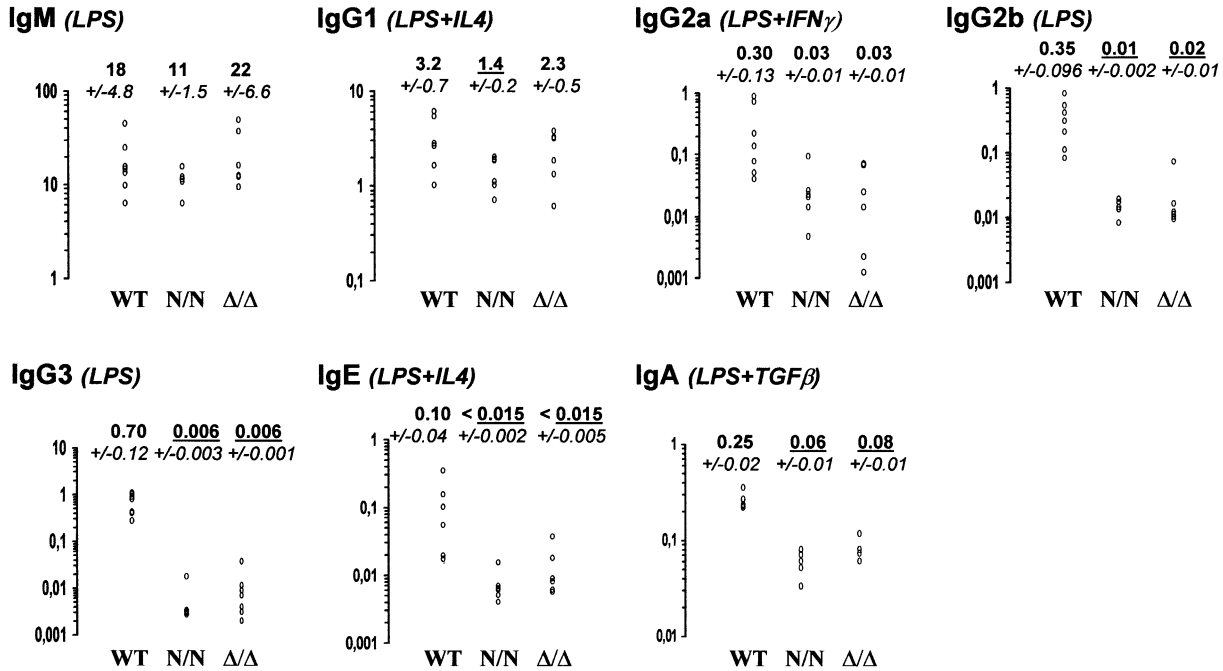 IgM (LPS)
18 11 22
+/-4.8 +/-1.5 +/-6.6
100
10
1
WT N/N Δ/Δ
IgG1 (LPS+IL4)
3.2 1.4 2.3
+/-0.7 +/-0.2 +/-0.5
10
1
0,1
WT N/N Δ/Δ
IgG2a (LPS+IFNγ)
0.30 0.03 0.03
+/-0.13 +/-0.01 +/-0.01
1
0,1
0,01
0,001
WT N/N Δ/Δ
IgG2b (LPS)
0.35 0.01 0.02
+/-0.096 +/-0.002 +/-0.01
1
0,1
0,01
0,001
WT N/N Δ/Δ
IgG3 (LPS)
0.70 0.006 0.006
+/-0.12 +/-0.003 +/-0.001
10
1
0,1
0,01
0,001
WT N/N Δ/Δ
IgE (LPS+IL4)
0.10 < 0.015 < 0.015
+/-0.04 +/-0.002 +/-0.005
1
0,1
0,01
0,001
WT N/N Δ/Δ
IgA (LPS+TGFβ)
0.25 0.06 0.08
+/-0.02 +/-0.01 +/-0.01
1
0,1
0,01
WT N/N Δ/Δ